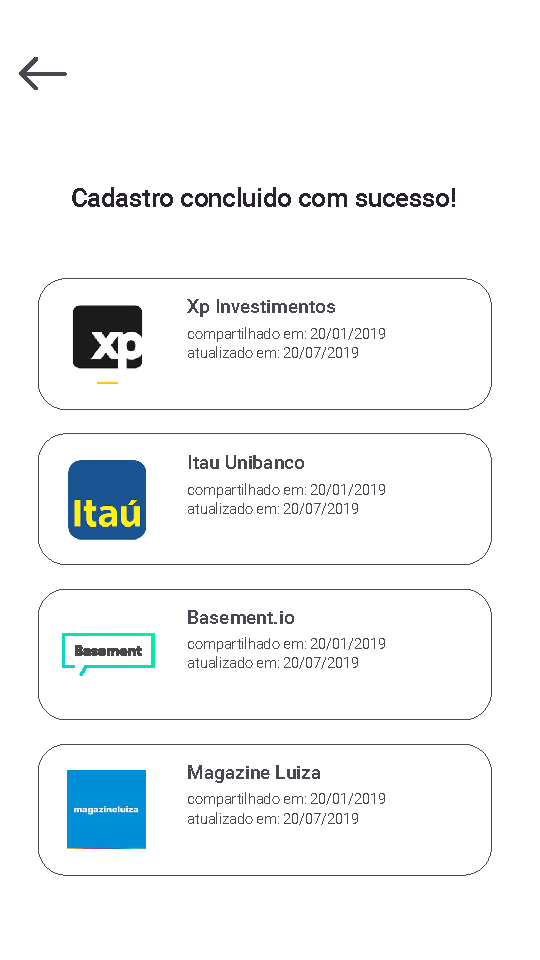 Cadastro concluido com sucesso!
xp
Xp Investimentos
compartilhado em: 20/01/2019
atualizado em: 20/07/2019
Itaú
Itau Unibanco
compartilhado em: 20/01/2019
atualizado em: 20/07/2019
Basement
Basement.io
compartilhado em: 20/01/2019
atualizado em: 20/07/2019
magazineluiza
Magazine Luiza
compartilhado em: 20/01/2019
atualizado em: 20/07/2019